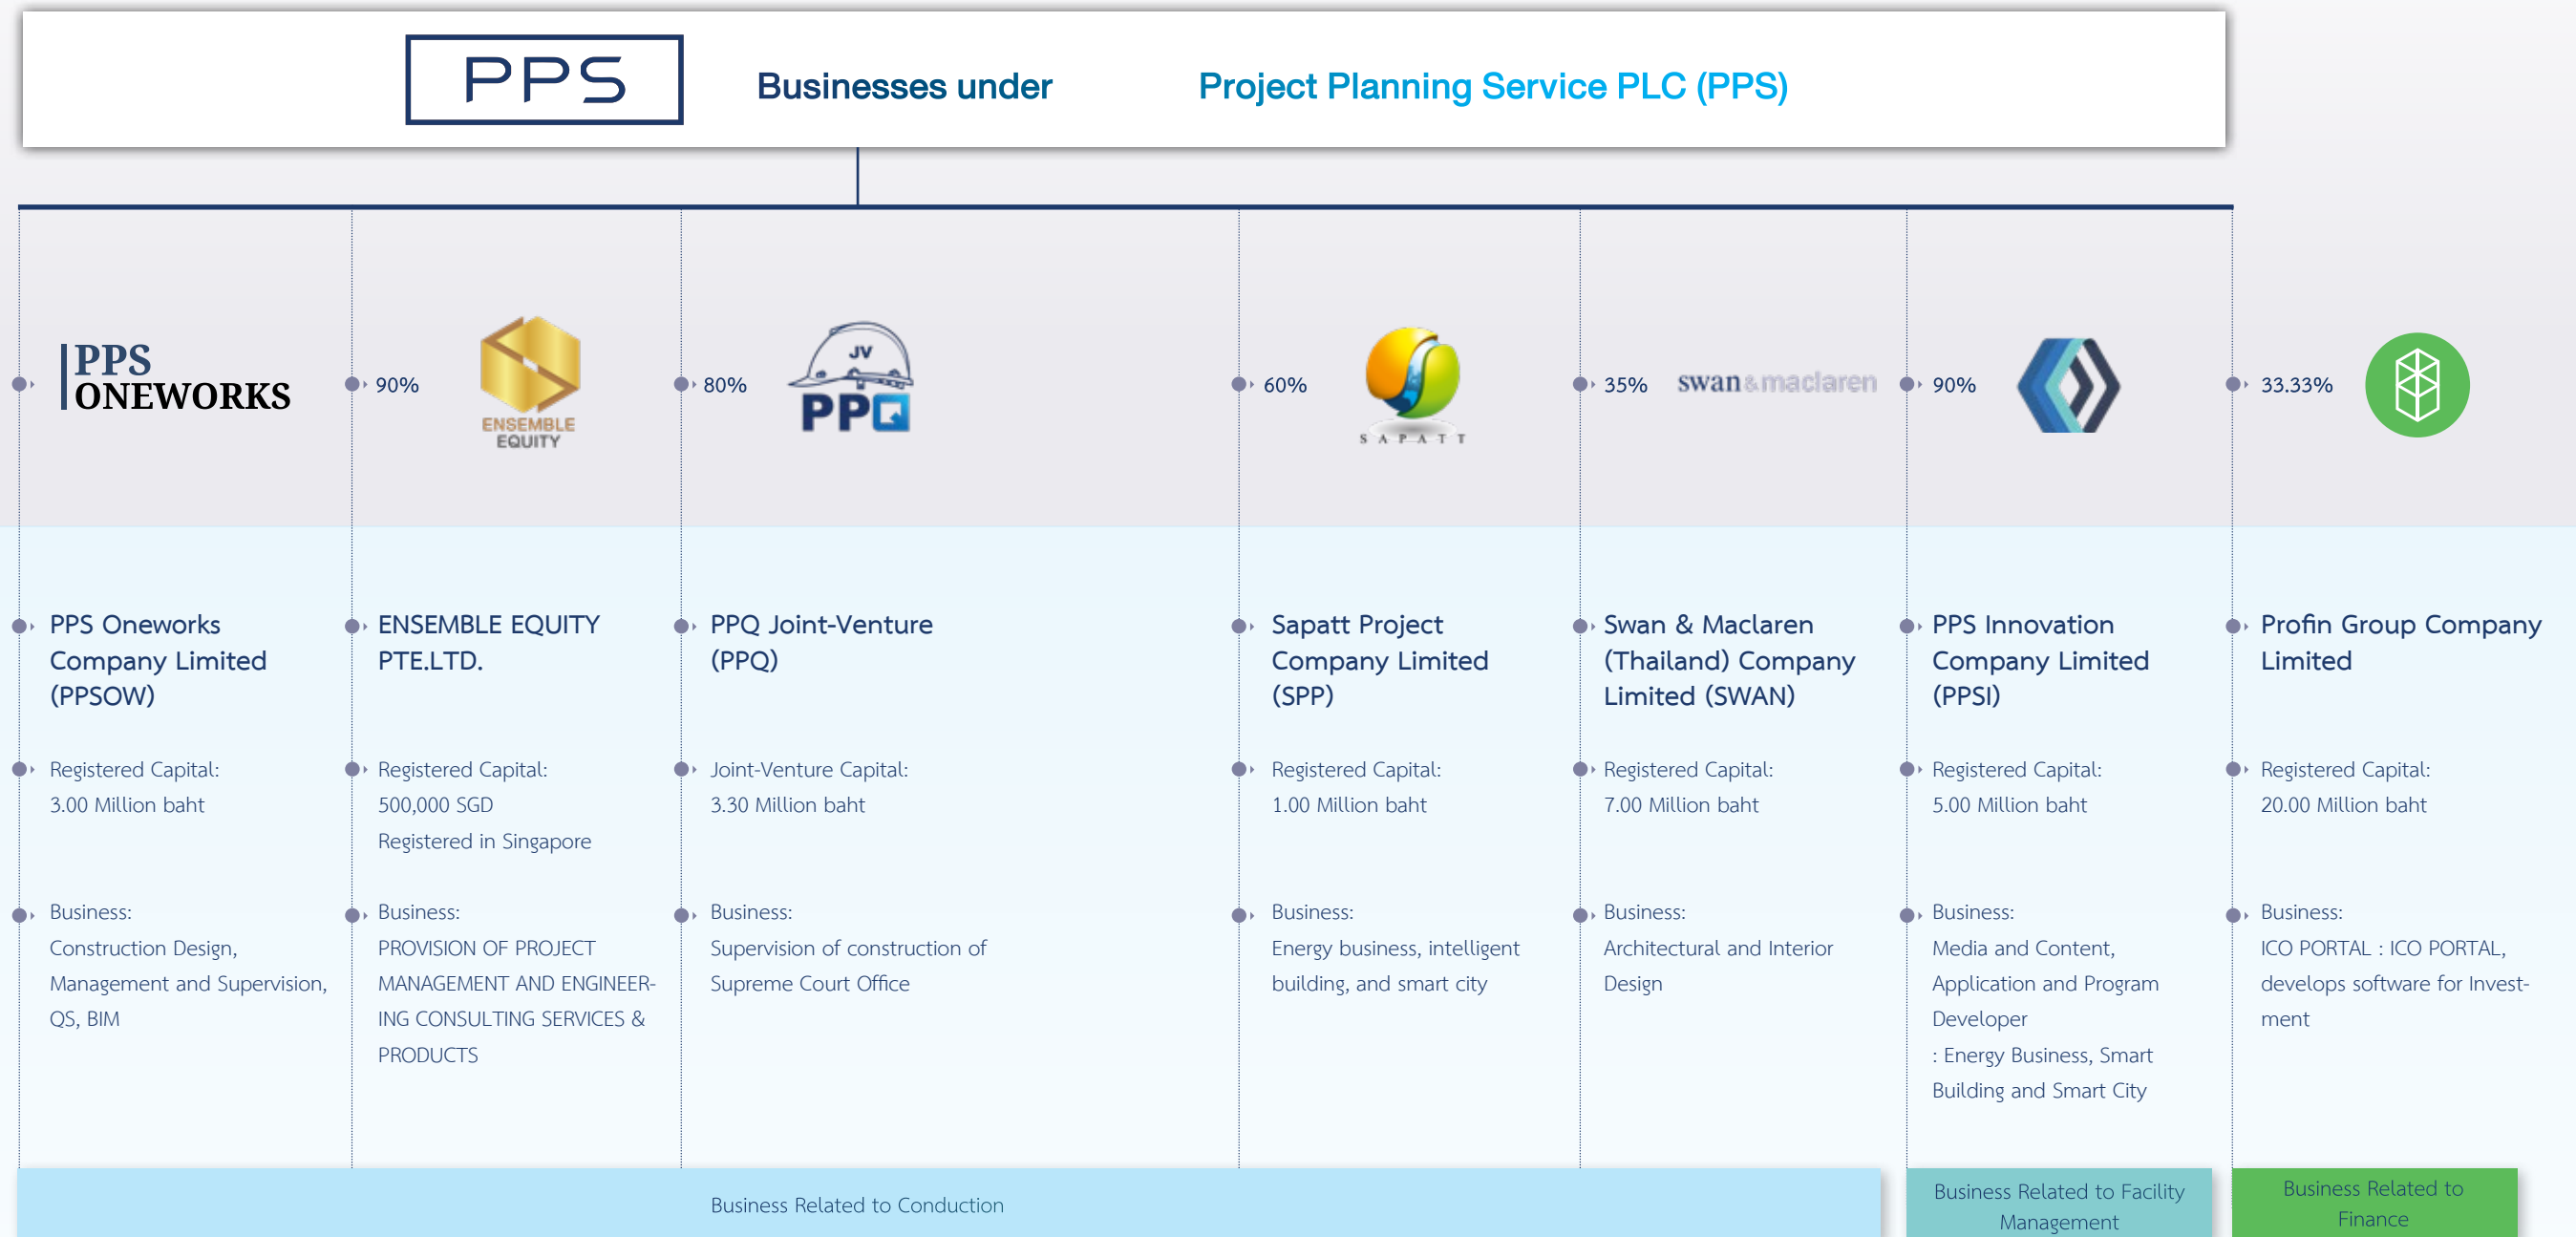 PPS
Businesses under Project Planning Service PLC (PPS)
PPS
ONEWORKS
90%
ENSEMBLE
EQUITY
80%
JV
PPQ
60%
SAPATT
35%
swan&maclaren
90%
33.33%
PPS Oneworks
Company Limited
(PPSOW)
Registered Capital:
3.00 Million baht
Business:
Construction Design,
Management and Supervision,
QS, BIM
ENSEMBLE EQUITY
PTE.LTD.
Registered Capital:
500,000 SGD
Registered in Singapore
Business:
PROVISION OF PROJECT
MANAGEMENT AND ENGINEER-
ING CONSULTING SERVICES &
PRODUCTS
PPQ Joint-Venture
(PPQ)
Joint-Venture Capital:
3.30 Million baht
Business:
Supervision of construction of
Supreme Court Office
Sapatt Project
Company Limited
(SPP)
Registered Capital:
1.00 Million baht
Business:
Energy business, intelligent
building, and smart city
Swan & Maclaren
(Thailand) Company
Limited (SWAN)
Registered Capital:
7.00 Million baht
Business:
Architectural and Interior
Design
PPS Innovation
Company Limited
(PPSI)
Registered Capital:
5.00 Million baht
Business:
Media and Content,
Application and Program
Developer
: Energy Business, Smart
Building and Smart City
Profin Group Company
Limited
Registered Capital:
20.00 Million baht
Business:
ICO PORTAL : ICO PORTAL,
develops software for Invest-
ment
Business Related to Conduction
Business Related to Facility
Management
Business Related to
Finance